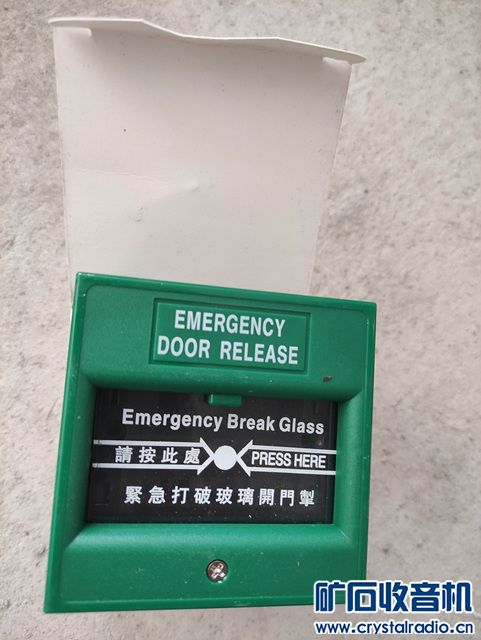 EMERGENCY
DOOR RELEASE
Emergency Break Glass
請按此處 PRESS HERE
緊急打破玻璃開門掣
矿石收音机
www.crystalradio.cn